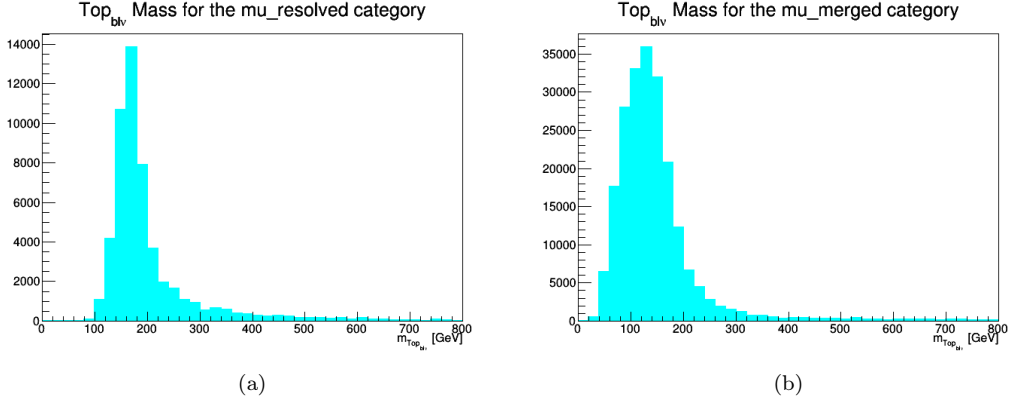 Top_blν Mass for the mu_resolved category
14000
12000
10000
8000
6000
4000
2000
0
0 100 200 300 400 500 600 700 800
m_Top_blν [GeV]
(a)
Top_blν Mass for the mu_merged category
35000
30000
25000
20000
15000
10000
5000
0
0 100 200 300 400 500 600 700 800
m_Top_blν [GeV]
(b)